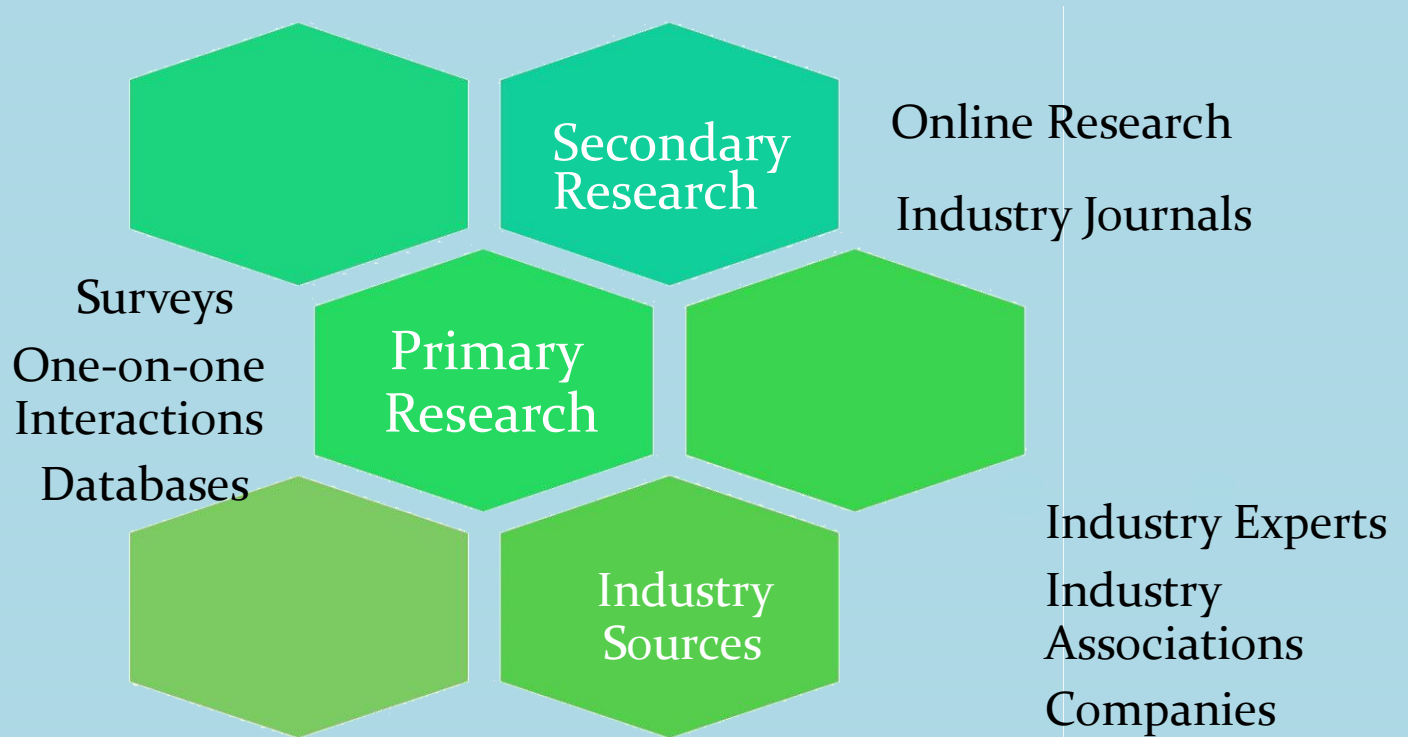 Secondary
Research
Online Research
Industry Journals
Surveys
One-on-one
Interactions
Databases
Primary
Research
Industry
Sources
Industry Experts
Industry
Associations
Companies